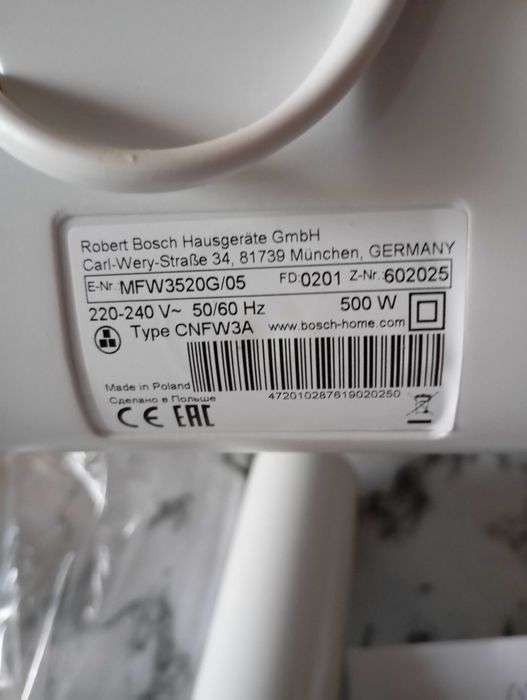 Robert Bosch Hausgeräte GmbH
Carl-Wery-Straße 34, 81739 München, GERMANY
E-Nr.:MFW3520G/05 FD:0201 Z-Nr.:602025
220-240 V~ 50/60 Hz 500 W
Type CNFW3A www.bosch-home.com
Made in Poland
Сделано в Польше
472010287619020250
CE EAC